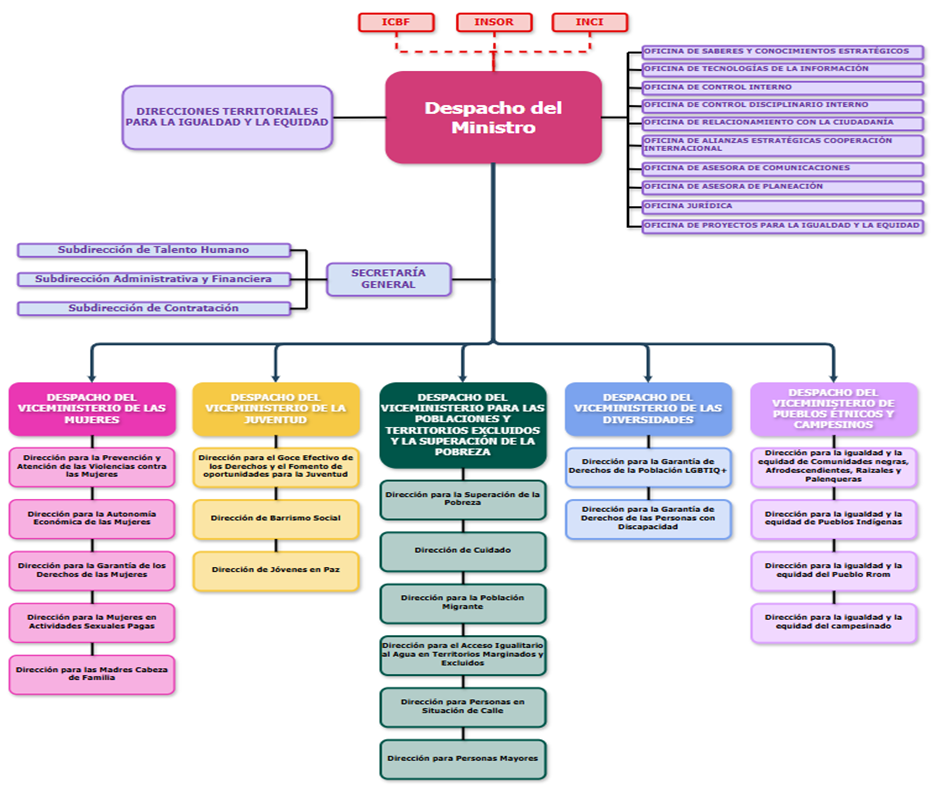 ICBF
INSOR
INCI
DIRECCIONES TERRITORIALES
PARA LA IGUALDAD Y LA EQUIDAD
Despacho del
Ministro
OFICINA DE SABERES Y CONOCIMIENTOS ESTRATÉGICOS
OFICINA DE TECNOLOGÍAS DE LA INFORMACIÓN
OFICINA DE CONTROL INTERNO
OFICINA DE CONTROL DISCIPLINARIO INTERNO
OFICINA DE RELACIONAMIENTO CON LA CIUDADANÍA
OFICINA DE ALIANZAS ESTRATÉGICAS COOPERACIÓN
INTERNACIONAL
OFICINA DE ASESORA DE COMUNICACIONES
OFICINA DE ASESORA DE PLANEACIÓN
OFICINA JURÍDICA
OFICINA DE PROYECTOS PARA LA IGUALDAD Y LA EQUIDAD
Subdirección de Talento Humano
Subdirección Administrativa y Financiera
Subdirección de Contratación
SECRETARÍA
GENERAL
DESPACHO DEL
VICEMINISTERIO DE LAS
MUJERES
Dirección para la Prevención y
Atención de las Violencias contra
las Mujeres
Dirección para la Autonomía
Económica de las Mujeres
Dirección para la Garantía de los
Derechos de las Mujeres
Dirección para la Mujeres en
Actividades Sexuales Pagas
Dirección para las Madres Cabeza
de Familia
DESPACHO DEL
VICEMINISTERIO DE LA
JUVENTUD
Dirección para el Goce Efectivo de
los Derechos y el Fomento de
oportunidades para la Juventud
Dirección de Barrismo Social
Dirección de Jóvenes en Paz
DESPACHO DEL
VICEMINISTERIO PARA LAS
POBLACIONES Y
TERRITORIOS EXCLUIDOS
Y LA SUPERACIÓN DE LA
POBREZA
Dirección para la Superación de la
Pobreza
Dirección de Cuidado
Dirección para la Población
Migrante
Dirección para el Acceso Igualitario
al Agua en Territorios Marginados y
Excluidos
Dirección para Personas en
Situación de Calle
Dirección para Personas Mayores
DESPACHO DEL
VICEMINISTERIO DE LAS
DIVERSIDADES
Dirección para la Garantía de
Derechos de la Población LGBTIQ+
Dirección para la Garantía de
Derechos de las Personas con
Discapacidad
DESPACHO DEL
VICEMINISTERIO DE
PUEBLOS ÉTNICOS Y
CAMPESINOS
Dirección para la igualdad y la
equidad de Comunidades negras,
Afrodescendientes, Raizales y
Palenqueras
Dirección para la igualdad y la
equidad de Pueblos Indígenas
Dirección para la igualdad y la
equidad del Pueblo Rrom
Dirección para la igualdad y la
equidad del campesinado